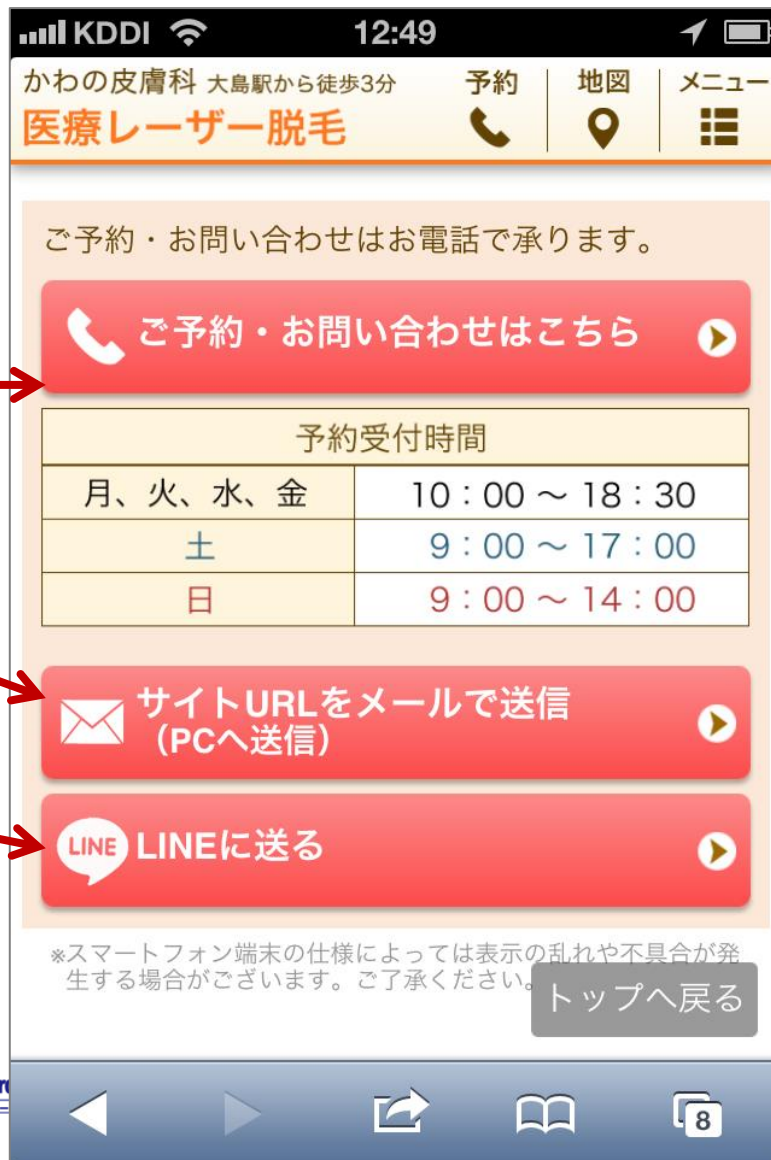 KDDI 12:49
かわの皮膚科 大島駅から徒歩3分
医療レーザー脱毛
予約 地図 メニュー
ご予約・お問い合わせはお電話で承ります。
ご予約・お問い合わせはこちら
予約受付時間
月、火、水、金 10：00 〜 18：30
土 9：00 〜 17：00
日 9：00 〜 14：00
サイトURLをメールで送信
（PCへ送信）
LINE LINEに送る
※スマートフォン端末の仕様によっては表示の乱れや不具合が発
生する場合がございます。ご了承ください。
トップへ戻る
8